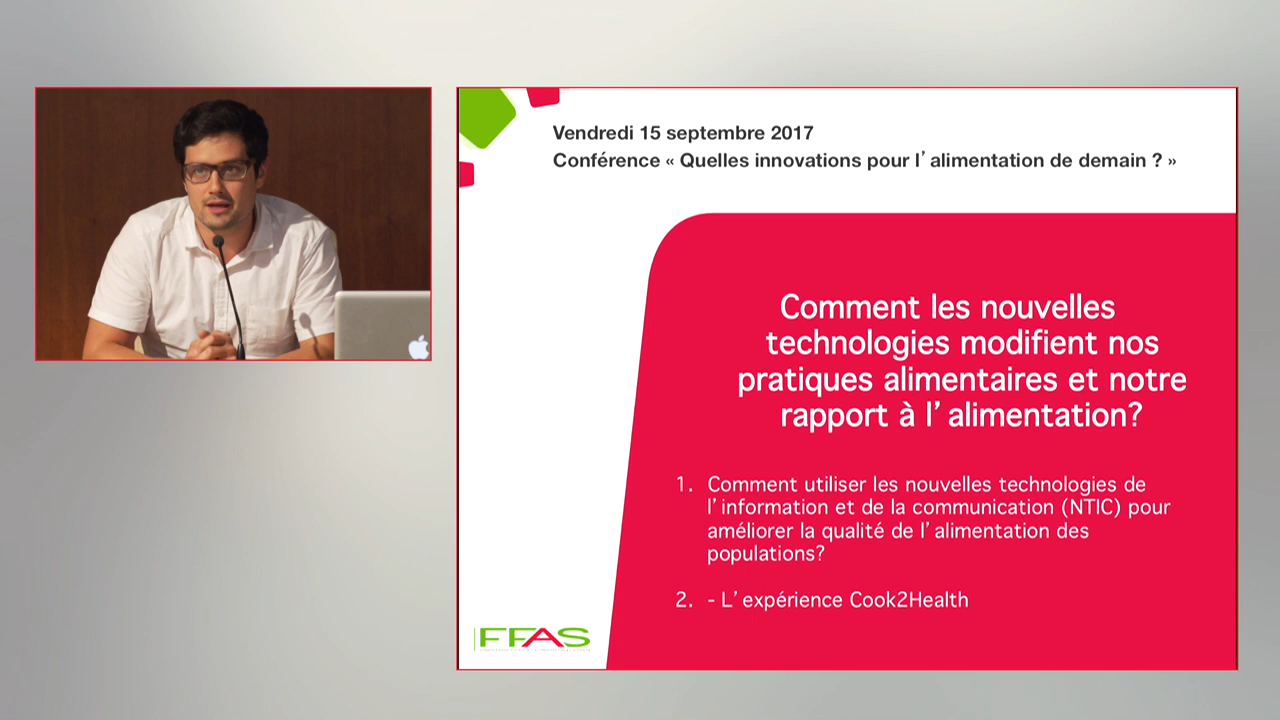 Vendredi 15 septembre 2017
Conférence « Quelles innovations pour l’alimentation de demain ? »
Comment les nouvelles
technologies modifient nos
pratiques alimentaires et notre
rapport à l’alimentation?
1. Comment utiliser les nouvelles technologies de
l’information et de la communication (NTIC) pour
améliorer la qualité de l’alimentation des
populations?
2. - L’expérience Cook2Health
FFAS